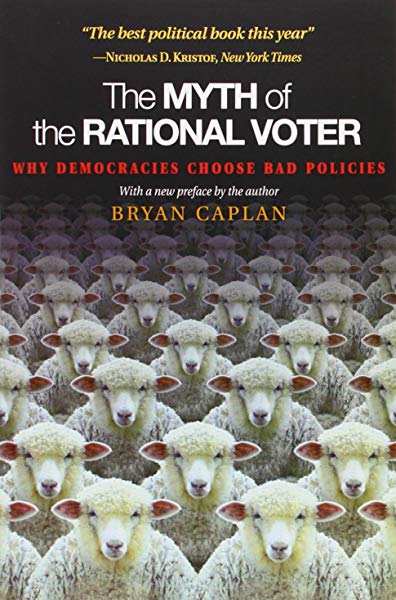 “The best political book this year”
—Nicholas D. Kristof, New York Times
The MYTH of
the RATIONAL VOTER
WHY DEMOCRACIES CHOOSE BAD POLICIES
With a new preface by the author
BRYAN CAPLAN